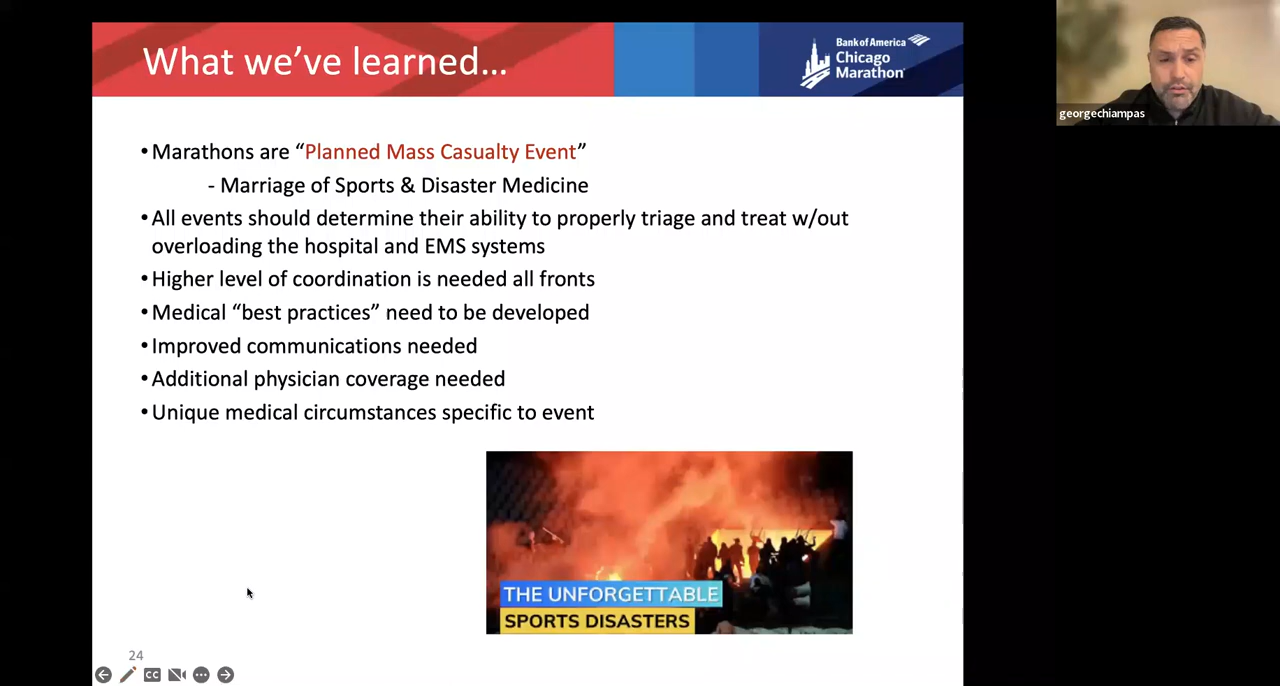 What we’ve learned…
Bank of America
Chicago
Marathon
georgechiampas
• Marathons are “Planned Mass Casualty Event”
- Marriage of Sports & Disaster Medicine
• All events should determine their ability to properly triage and treat w/out
overloading the hospital and EMS systems
• Higher level of coordination is needed all fronts
• Medical “best practices” need to be developed
• Improved communications needed
• Additional physician coverage needed
• Unique medical circumstances specific to event
THE UNFORGETTABLE
SPORTS DISASTERS
24
CC